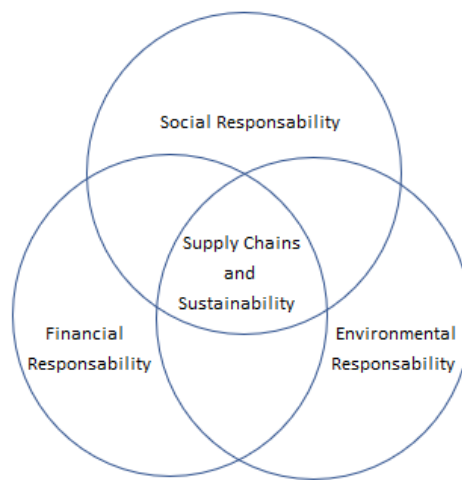 Social Responsability
Supply Chains
and
Sustainability
Financial
Responsability
Environmental
Responsability